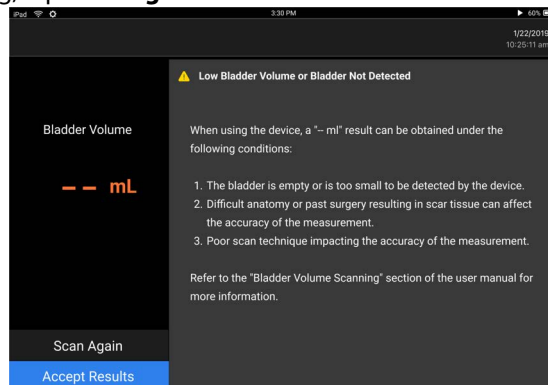 iPad 3:30 PM 60%
1/22/2019
10:25:11 am
Low Bladder Volume or Bladder Not Detected
Bladder Volume
-- mL
When using the device, a "-- ml" result can be obtained under the
following conditions:
1. The bladder is empty or is too small to be detected by the device.
2. Difficult anatomy or past surgery resulting in scar tissue can affect
the accuracy of the measurement.
3. Poor scan technique impacting the accuracy of the measurement.
Refer to the "Bladder Volume Scanning" section of the user manual for
more information.
Scan Again
Accept Results